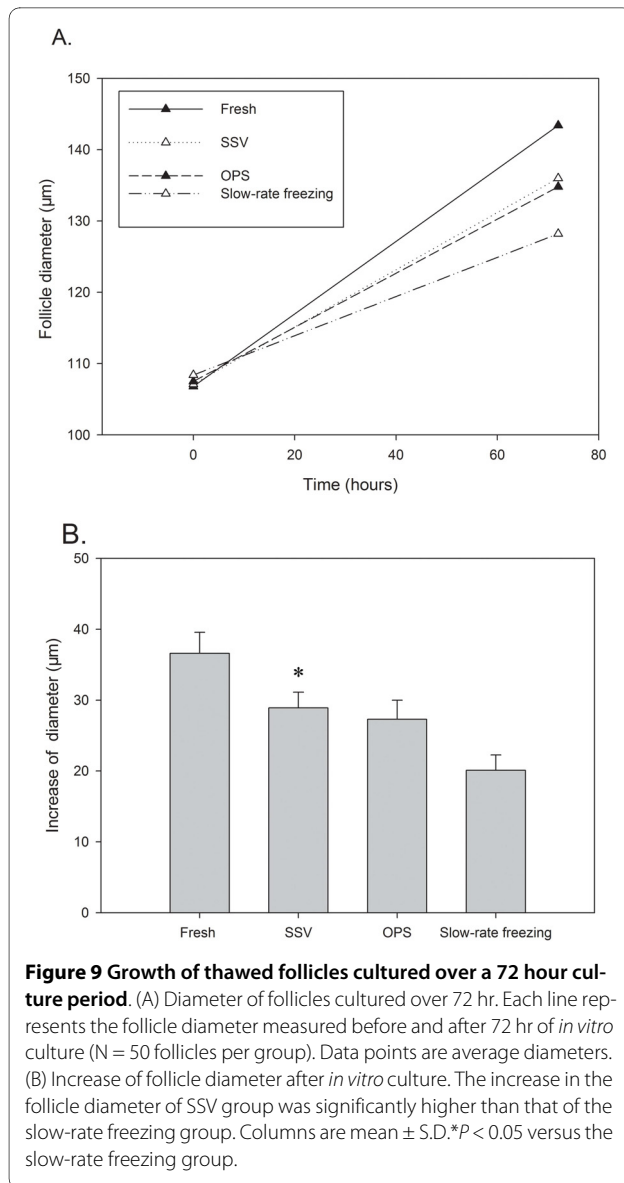 A.
150
140
130
120
110
100
Follicle diameter (µm)
Fresh
SSV
OPS
Slow-rate freezing
0 20 40 60 80
Time (hours)
B.
50
40
30
20
10
0
Increase of diameter (µm)
*
Fresh SSV OPS Slow-rate freezing
Figure 9 Growth of thawed follicles cultured over a 72 hour cul-
ture period. (A) Diameter of follicles cultured over 72 hr. Each line rep-
resents the follicle diameter measured before and after 72 hr of in vitro
culture (N = 50 follicles per group). Data points are average diameters.
(B) Increase of follicle diameter after in vitro culture. The increase in the
follicle diameter of SSV group was significantly higher than that of the
slow-rate freezing group. Columns are mean ± S.D.*P < 0.05 versus the
slow-rate freezing group.